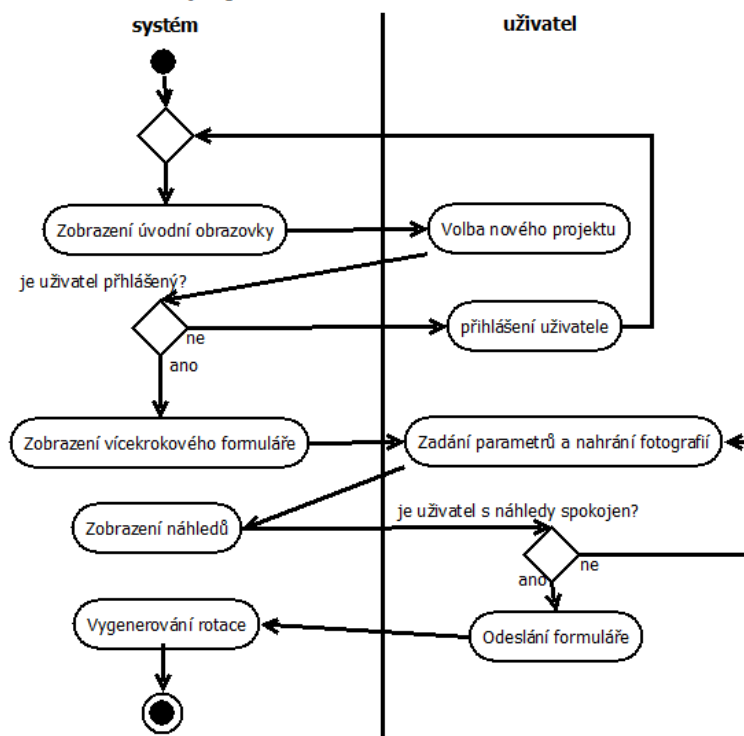 systém
uživatel
Zobrazení úvodní obrazovky
Volba nového projektu
je uživatel přhlášený?
ne
přihlášení uživatele
ano
Zobrazení vícekrokového formuláře
Zadání parametrů a nahrání fotografií
je uživatel s náhledy spokojen?
Zobrazení náhledů
ne
ano
Vygenerování rotace
Odeslání formuláře